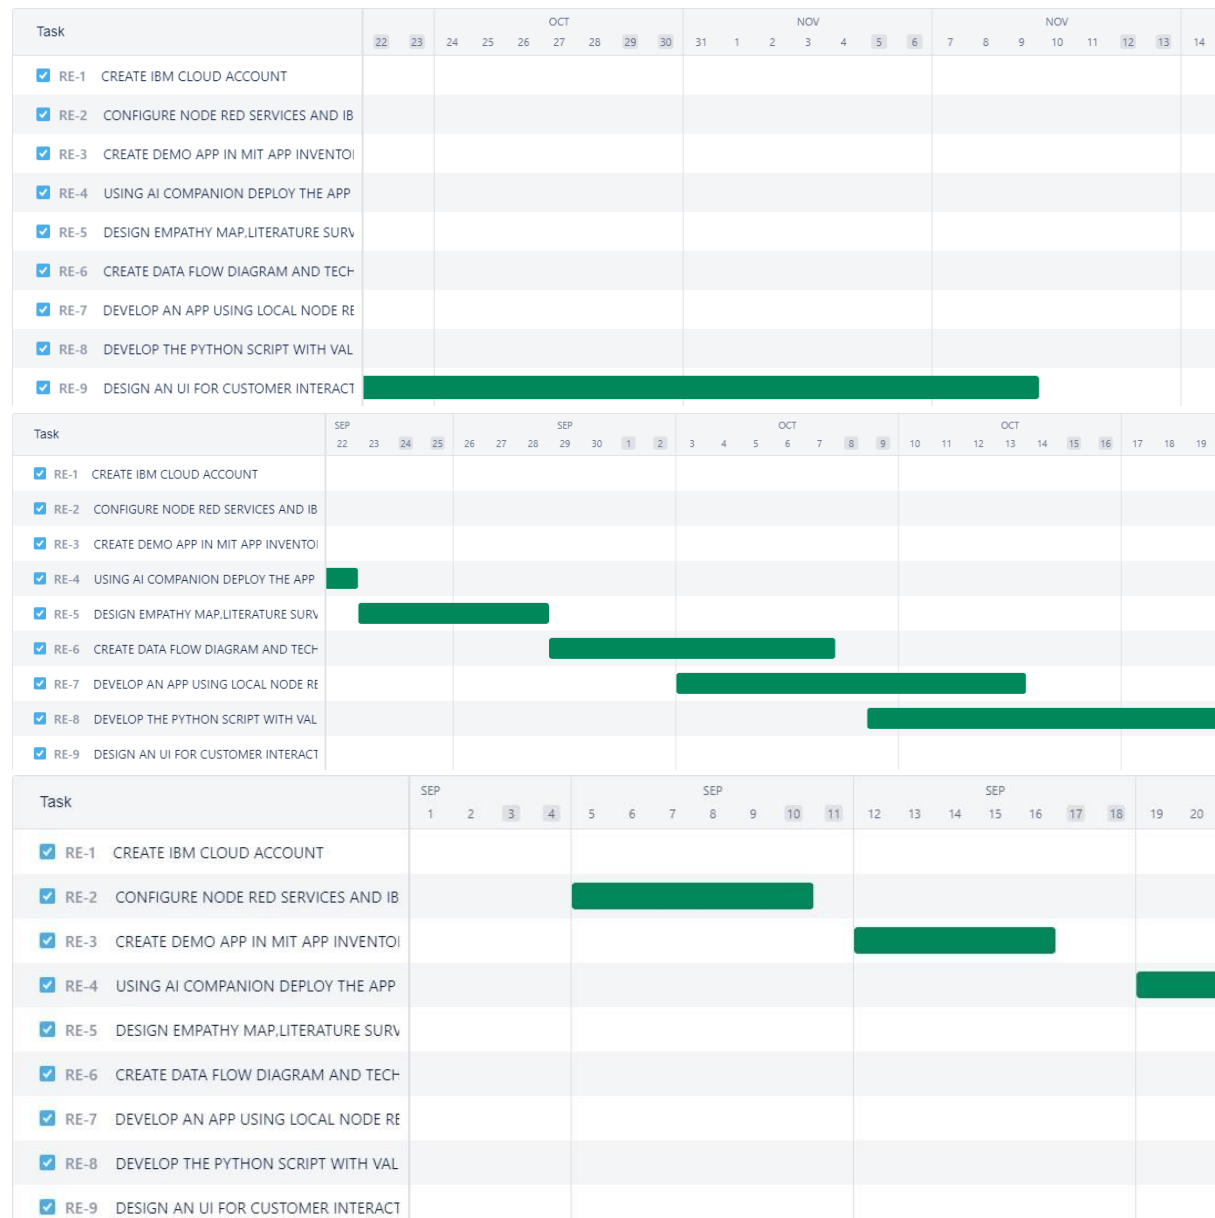 Task
OCT NOV NOV
22 23 24 25 26 27 28 29 30 31 1 2 3 4 5 6 7 8 9 10 11 12 13 14
RE-1 CREATE IBM CLOUD ACCOUNT
RE-2 CONFIGURE NODE RED SERVICES AND IB
RE-3 CREATE DEMO APP IN MIT APP INVENTO
RE-4 USING AI COMPANION DEPLOY THE APP
RE-5 DESIGN EMPATHY MAP,LITERATURE SURV
RE-6 CREATE DATA FLOW DIAGRAM AND TECH
RE-7 DEVELOP AN APP USING LOCAL NODE RE
RE-8 DEVELOP THE PYTHON SCRIPT WITH VAL
RE-9 DESIGN AN UI FOR CUSTOMER INTERACT
Task
SEP SEP OCT OCT
22 23 24 25 26 27 28 29 30 1 2 3 4 5 6 7 8 9 10 11 12 13 14 15 16 17 18 19
RE-1 CREATE IBM CLOUD ACCOUNT
RE-2 CONFIGURE NODE RED SERVICES AND IB
RE-3 CREATE DEMO APP IN MIT APP INVENTO
RE-4 USING AI COMPANION DEPLOY THE APP
RE-5 DESIGN EMPATHY MAP,LITERATURE SURV
RE-6 CREATE DATA FLOW DIAGRAM AND TECH
RE-7 DEVELOP AN APP USING LOCAL NODE RE
RE-8 DEVELOP THE PYTHON SCRIPT WITH VAL
RE-9 DESIGN AN UI FOR CUSTOMER INTERACT
Task
SEP SEP SEP
1 2 3 4 5 6 7 8 9 10 11 12 13 14 15 16 17 18 19 20
RE-1 CREATE IBM CLOUD ACCOUNT
RE-2 CONFIGURE NODE RED SERVICES AND IB
RE-3 CREATE DEMO APP IN MIT APP INVENTO
RE-4 USING AI COMPANION DEPLOY THE APP
RE-5 DESIGN EMPATHY MAP,LITERATURE SURV
RE-6 CREATE DATA FLOW DIAGRAM AND TECH
RE-7 DEVELOP AN APP USING LOCAL NODE RE
RE-8 DEVELOP THE PYTHON SCRIPT WITH VAL
RE-9 DESIGN AN UI FOR CUSTOMER INTERACT